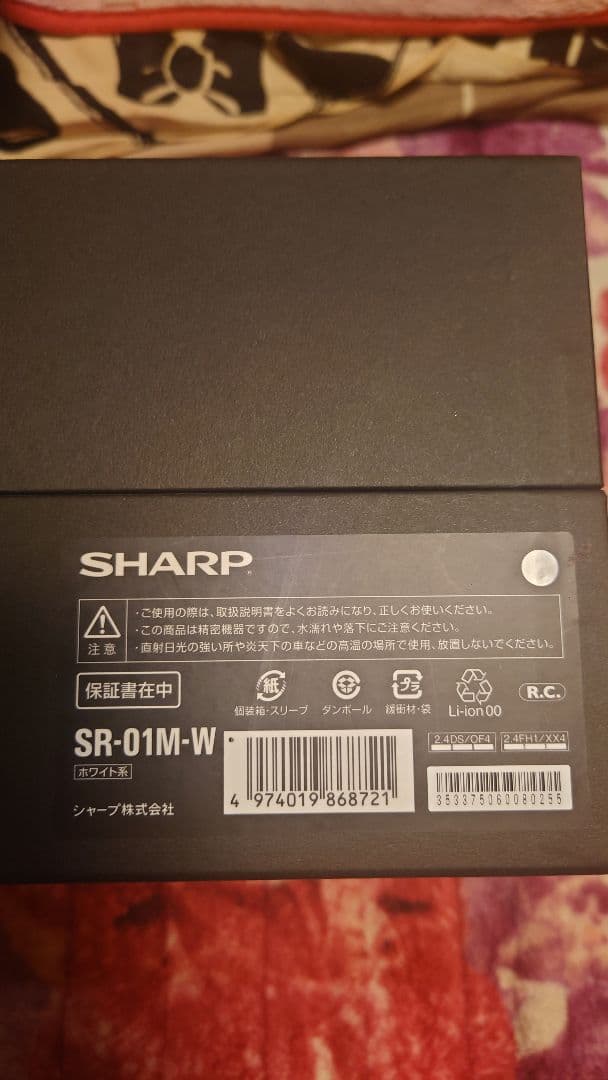 SHARP
注意
・ご使用の際は、取扱説明書をよくお読みになり、正しくお使いください。
・この商品は精密機器ですので、水濡れや落下にご注意ください。
・直射日光の強い所や炎天下の車などの高温の場所で使用、放置しないでください。
保証書在中
紙
個装箱・スリーブ
ダンボール
プラ
緩衝材・袋
Li-ion 00
R.C.
SR-01M-W
ホワイト系
2.4DS/OF4
2.4FH1/XX4
シャープ株式会社
4 974019 868721
353375060080255